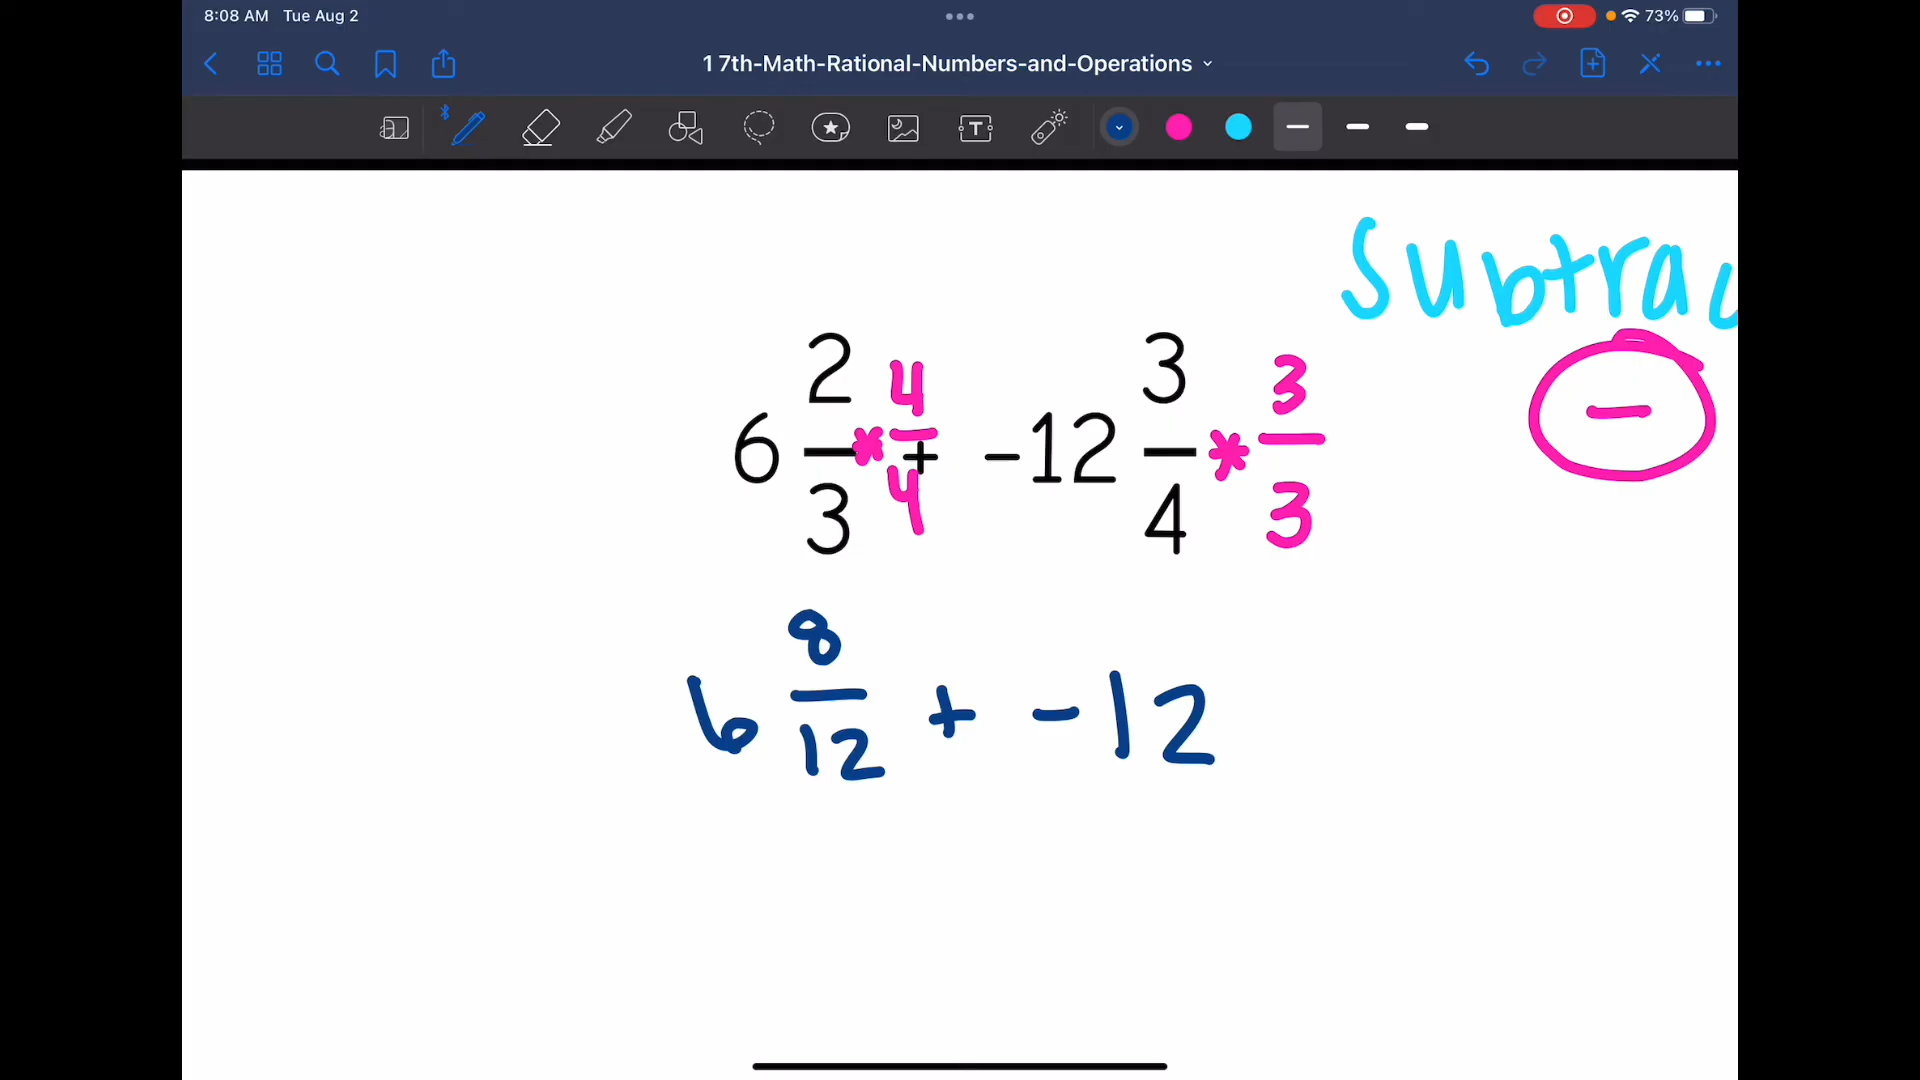 8:08 AM Tue Aug 2
73%
1 7th-Math-Rational-Numbers-and-Operations
T
Subtrac
−
6 2/3 * 4/4 + -12 3/4 * 3/3
6 8/12 + -12